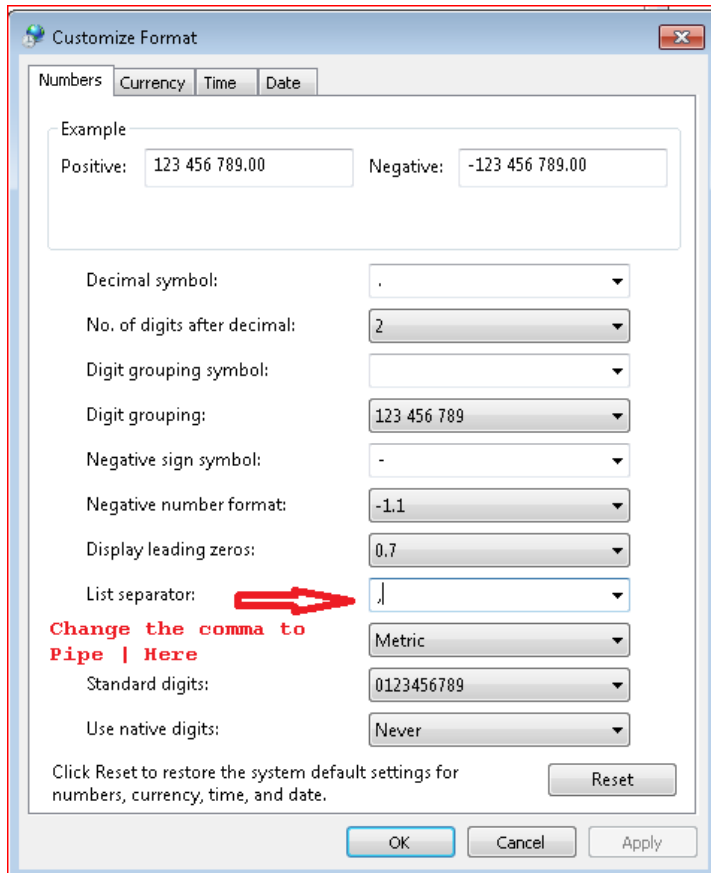 Customize Format
Numbers Currency Time Date
Example
Positive: 123 456 789.00 Negative: -123 456 789.00
Decimal symbol: .
No. of digits after decimal: 2
Digit grouping symbol:
Digit grouping: 123 456 789
Negative sign symbol: -
Negative number format: -1.1
Display leading zeros: 0.7
List separator: ,
Change the comma to
Pipe | Here
Metric
Standard digits: 0123456789
Use native digits: Never
Click Reset to restore the system default settings for
numbers, currency, time, and date.
Reset
OK Cancel Apply